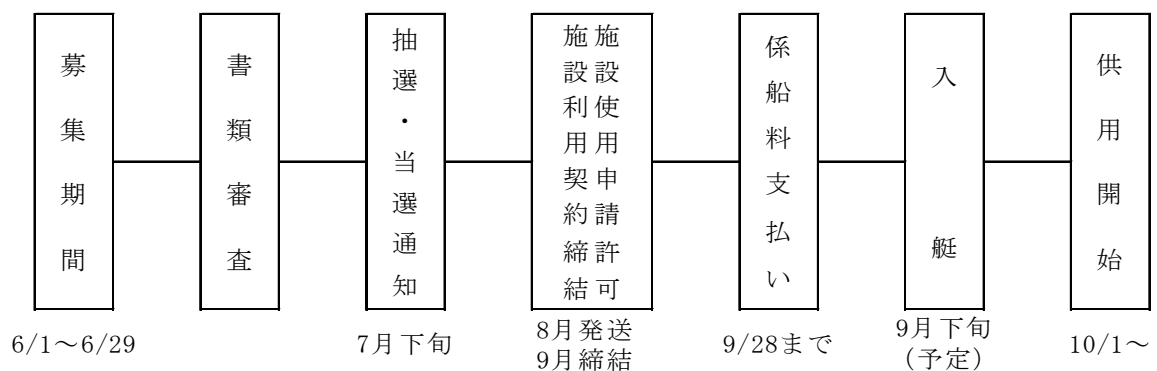 募集期間
書類審査
抽選・当選通知
施設使用申請許可
施設利用契約締結
係船料支払い
入艇
供用開始
6/1～6/29
7月下旬
8月発送
9月締結
9/28まで
9月下旬
(予定)
10/1～